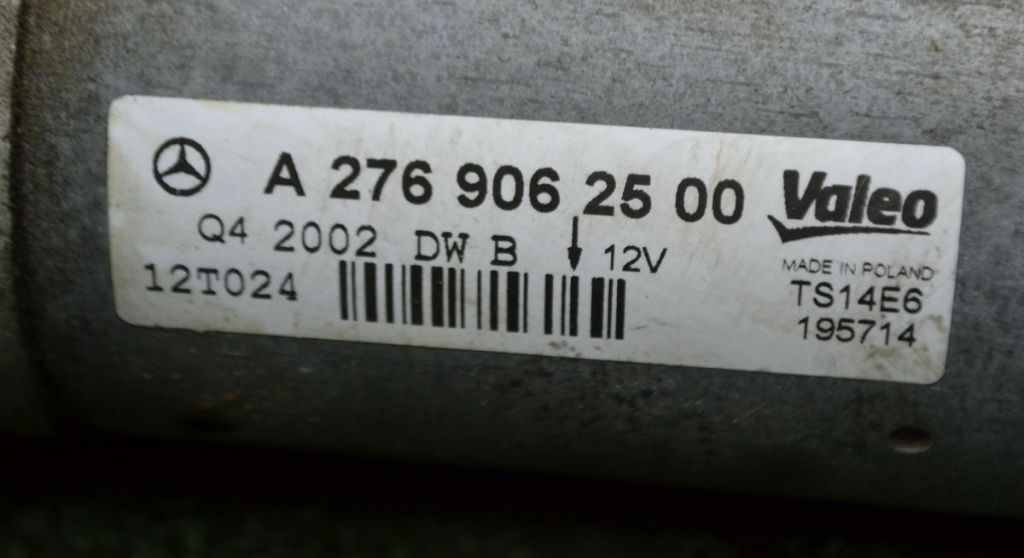 A 276 906 25 00 Valeo
Q4 2002 DW B 12V
MADE IN POLAND
12T024
TS14E6
195714